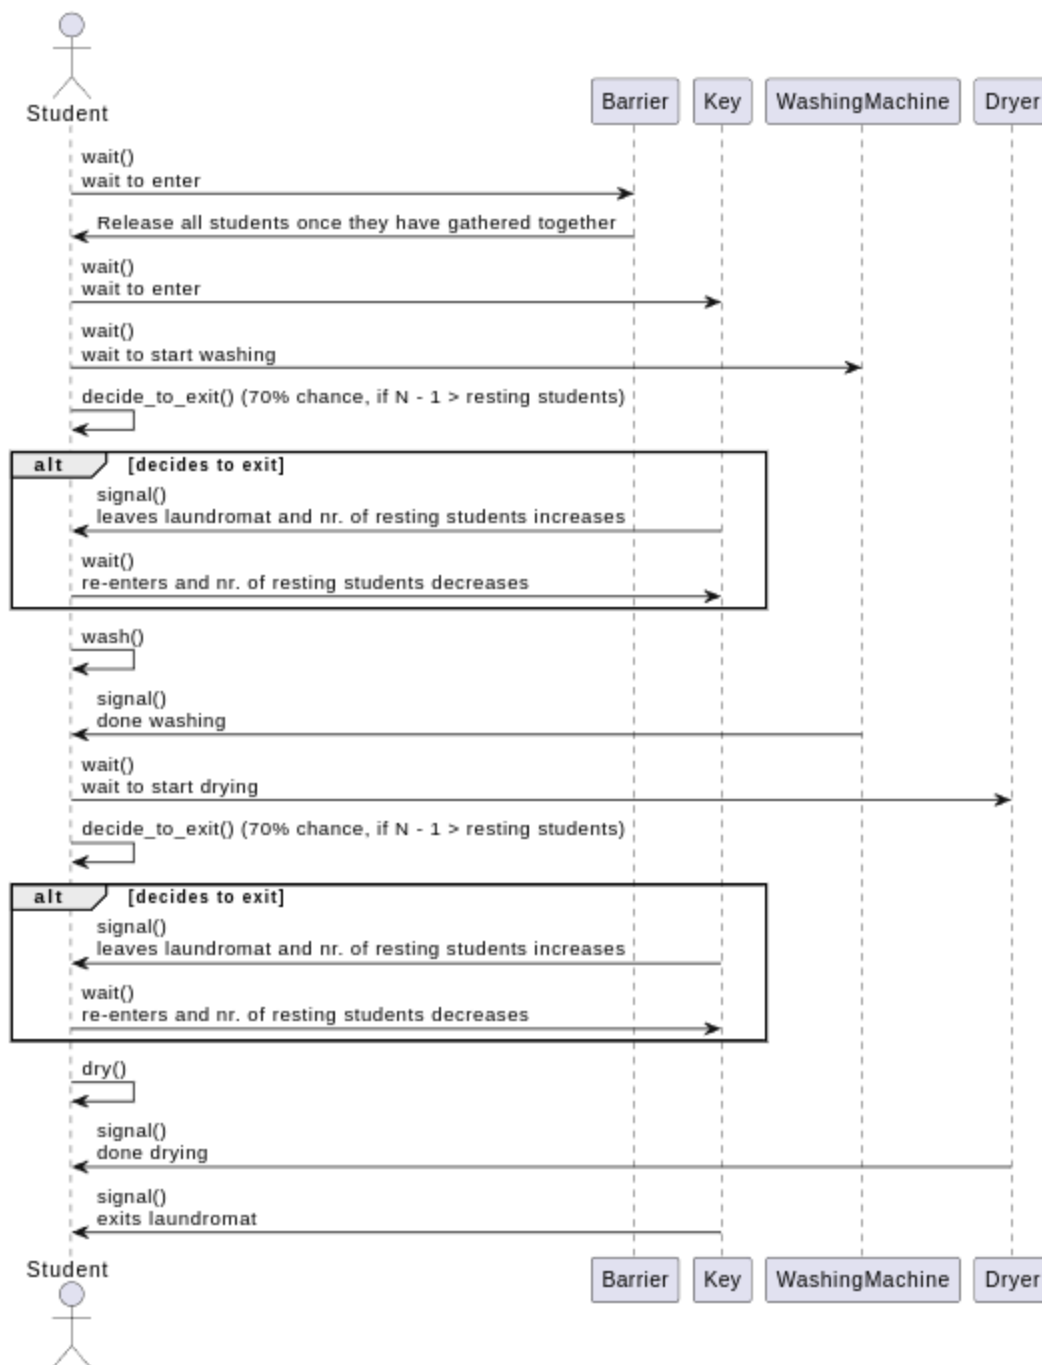 Student
Barrier
Key
WashingMachine
Dryer
wait()
wait to enter
Release all students once they have gathered together
wait()
wait to enter
wait()
wait to start washing
decide_to_exit() (70% chance, if N - 1 > resting students)
alt [decides to exit]
signal()
leaves laundromat and nr. of resting students increases
wait()
re-enters and nr. of resting students decreases
wash()
signal()
done washing
wait()
wait to start drying
decide_to_exit() (70% chance, if N - 1 > resting students)
alt [decides to exit]
signal()
leaves laundromat and nr. of resting students increases
wait()
re-enters and nr. of resting students decreases
dry()
signal()
done drying
signal()
exits laundromat
Student
Barrier
Key
WashingMachine
Dryer